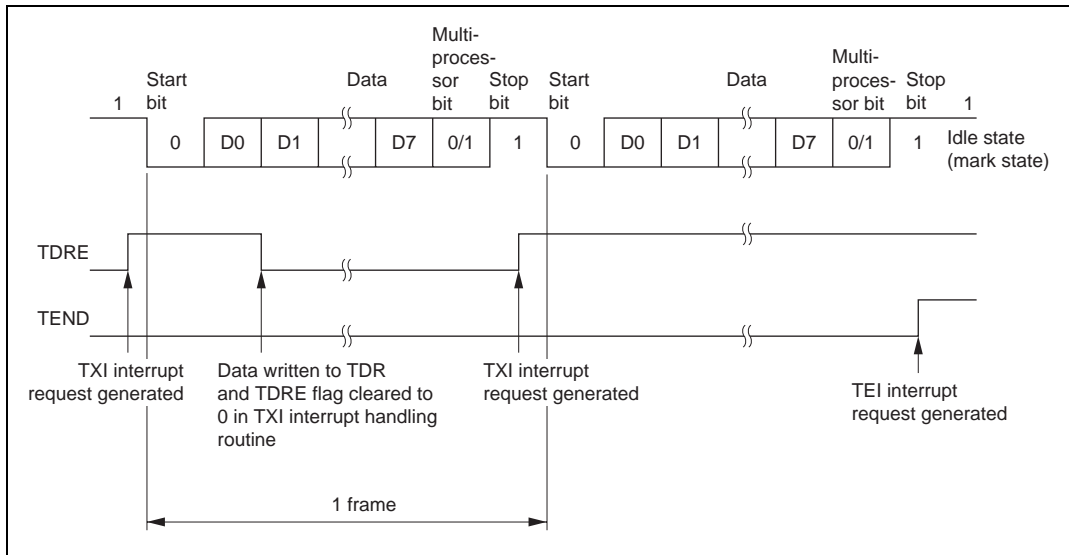 Multi-
proces-
sor
bit
Multi-
proces-
sor bit
Start
bit
Data
Stop
bit
Start
bit
Data
Stop
bit
1
1
0
D0
D1
D7
0/1
1
0
D0
D1
D7
0/1
1
Idle state
(mark state)
TDRE
TEND
TXI interrupt
request generated
Data written to TDR
and TDRE flag cleared to
0 in TXI interrupt handling
routine
TXI interrupt
request generated
TEI interrupt
request generated
1 frame